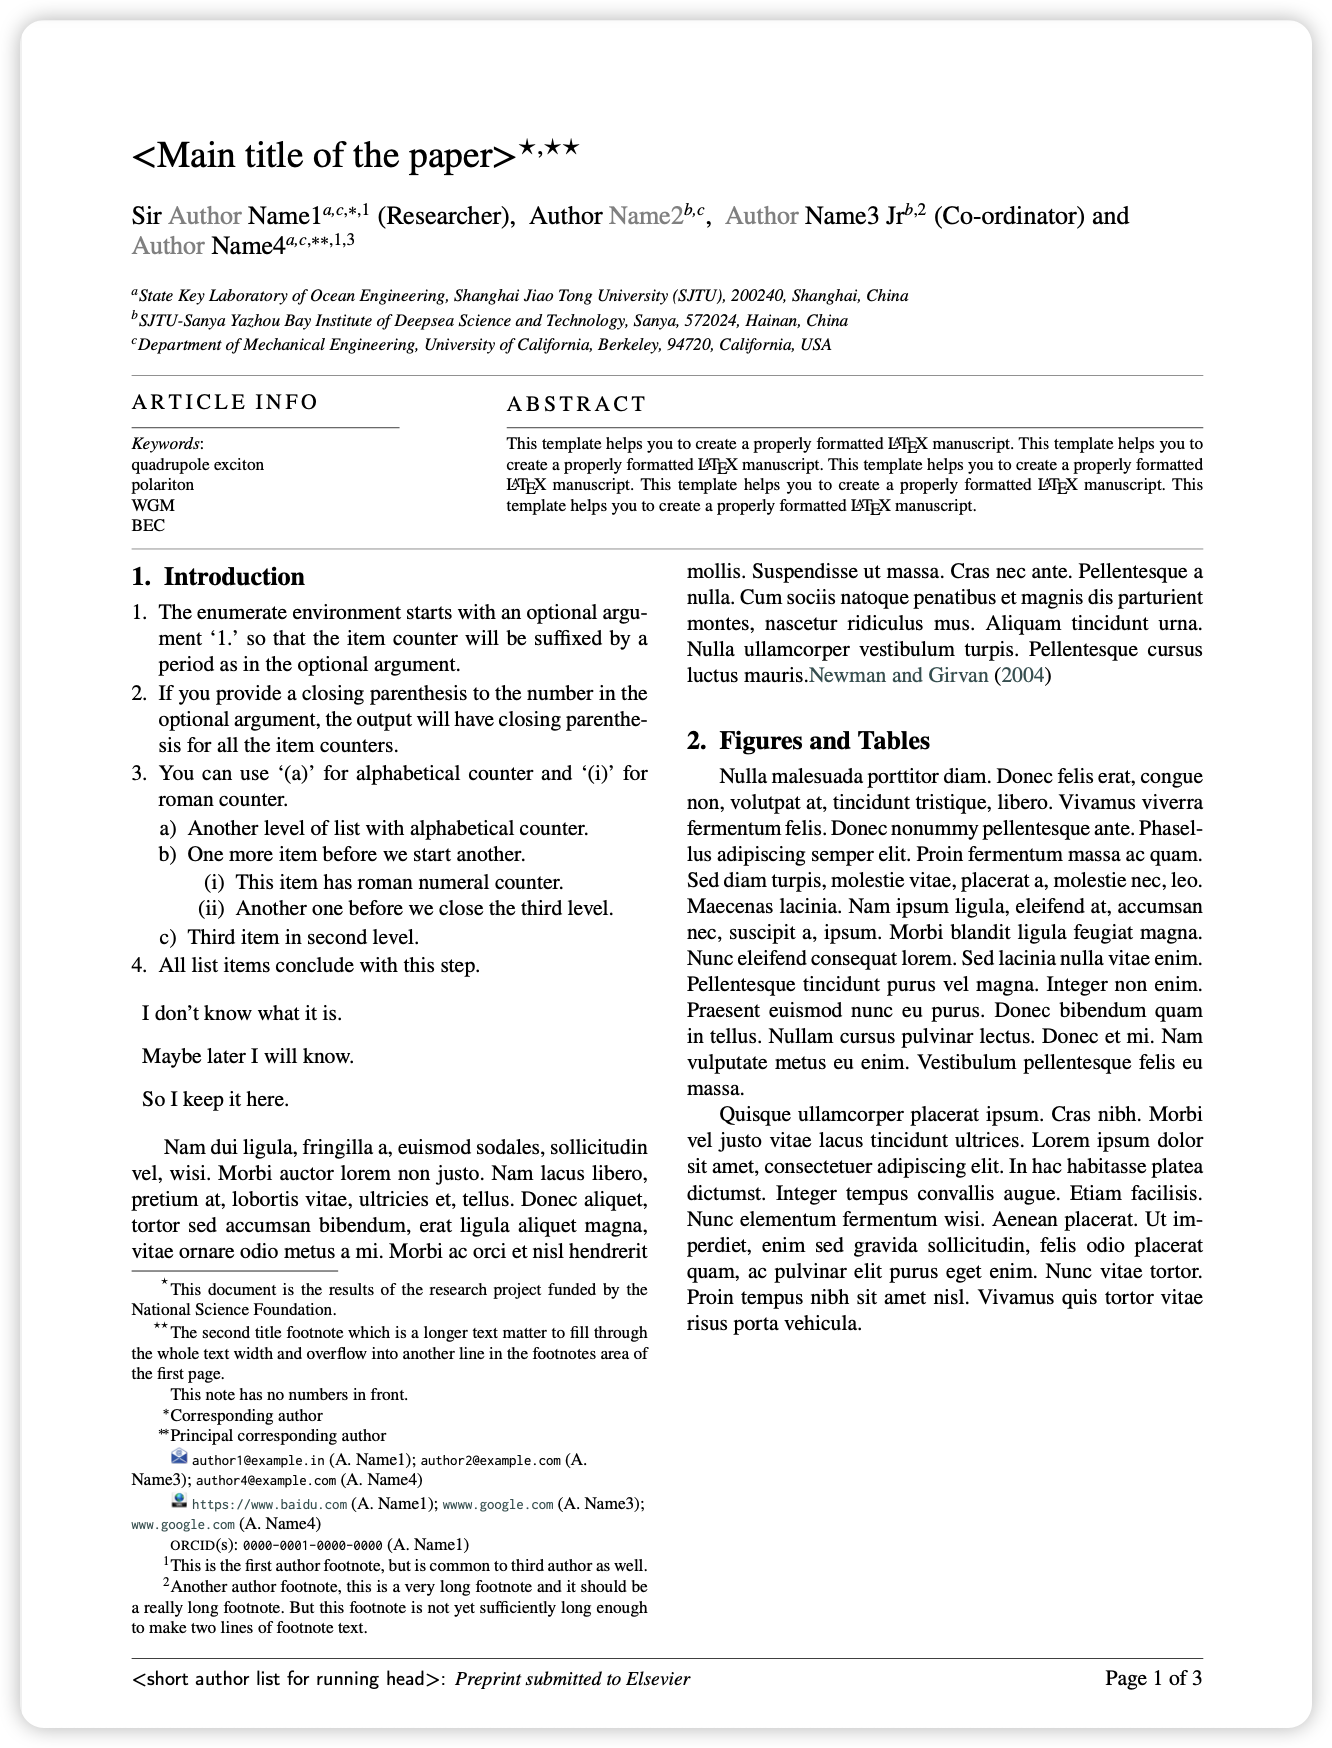 <Main title of the paper>⋆,⋆⋆
Sir Author Name1a,c,∗,1 (Researcher), Author Name2b,c, Author Name3 Jrb,2 (Co-ordinator) and
Author Name4a,c,∗∗,1,3
aState Key Laboratory of Ocean Engineering, Shanghai Jiao Tong University (SJTU), 200240, Shanghai, China
bSJTU-Sanya Yazhou Bay Institute of Deepsea Science and Technology, Sanya, 572024, Hainan, China
cDepartment of Mechanical Engineering, University of California, Berkeley, 94720, California, USA
ARTICLE INFO
Keywords:
quadrupole exciton
polariton
WGM
BEC
ABSTRACT
This template helps you to create a properly formatted LATEX manuscript. This template helps you to
create a properly formatted LATEX manuscript. This template helps you to create a properly formatted
LATEX manuscript. This template helps you to create a properly formatted LATEX manuscript. This
template helps you to create a properly formatted LATEX manuscript.
1. Introduction
1. The enumerate environment starts with an optional argu-
ment ‘1.’ so that the item counter will be suffixed by a
period as in the optional argument.
2. If you provide a closing parenthesis to the number in the
optional argument, the output will have closing parenthe-
sis for all the item counters.
3. You can use ‘(a)’ for alphabetical counter and ‘(i)’ for
roman counter.
a) Another level of list with alphabetical counter.
b) One more item before we start another.
(i) This item has roman numeral counter.
(ii) Another one before we close the third level.
c) Third item in second level.
4. All list items conclude with this step.
I don’t know what it is.
Maybe later I will know.
So I keep it here.
Nam dui ligula, fringilla a, euismod sodales, sollicitudin
vel, wisi. Morbi auctor lorem non justo. Nam lacus libero,
pretium at, lobortis vitae, ultricies et, tellus. Donec aliquet,
tortor sed accumsan bibendum, erat ligula aliquet magna,
vitae ornare odio metus a mi. Morbi ac orci et nisl hendrerit
⋆This document is the results of the research project funded by the
National Science Foundation.
⋆⋆The second title footnote which is a longer text matter to fill through
the whole text width and overflow into another line in the footnotes area of
the first page.
This note has no numbers in front.
∗Corresponding author
∗∗Principal corresponding author
author1@example.in (A. Name1); author2@example.com (A.
Name3); author4@example.com (A. Name4)
https://www.baidu.com (A. Name1); wwww.google.com (A. Name3);
www.google.com (A. Name4)
ORCID(s): 0000-0001-0000-0000 (A. Name1)
1This is the first author footnote, but is common to third author as well.
2Another author footnote, this is a very long footnote and it should be
a really long footnote. But this footnote is not yet sufficiently long enough
to make two lines of footnote text.
mollis. Suspendisse ut massa. Cras nec ante. Pellentesque a
nulla. Cum sociis natoque penatibus et magnis dis parturient
montes, nascetur ridiculus mus. Aliquam tincidunt urna.
Nulla ullamcorper vestibulum turpis. Pellentesque cursus
luctus mauris.Newman and Girvan (2004)
2. Figures and Tables
Nulla malesuada porttitor diam. Donec felis erat, congue
non, volutpat at, tincidunt tristique, libero. Vivamus viverra
fermentum felis. Donec nonummy pellentesque ante. Phasel-
lus adipiscing semper elit. Proin fermentum massa ac quam.
Sed diam turpis, molestie vitae, placerat a, molestie nec, leo.
Maecenas lacinia. Nam ipsum ligula, eleifend at, accumsan
nec, suscipit a, ipsum. Morbi blandit ligula feugiat magna.
Nunc eleifend consequat lorem. Sed lacinia nulla vitae enim.
Pellentesque tincidunt purus vel magna. Integer non enim.
Praesent euismod nunc eu purus. Donec bibendum quam
in tellus. Nullam cursus pulvinar lectus. Donec et mi. Nam
vulputate metus eu enim. Vestibulum pellentesque felis eu
massa.
Quisque ullamcorper placerat ipsum. Cras nibh. Morbi
vel justo vitae lacus tincidunt ultrices. Lorem ipsum dolor
sit amet, consectetuer adipiscing elit. In hac habitasse platea
dictumst. Integer tempus convallis augue. Etiam facilisis.
Nunc elementum fermentum wisi. Aenean placerat. Ut im-
perdiet, enim sed gravida sollicitudin, felis odio placerat
quam, ac pulvinar elit purus eget enim. Nunc vitae tortor.
Proin tempus nibh sit amet nisl. Vivamus quis tortor vitae
risus porta vehicula.
<short author list for running head>: Preprint submitted to Elsevier
Page 1 of 3